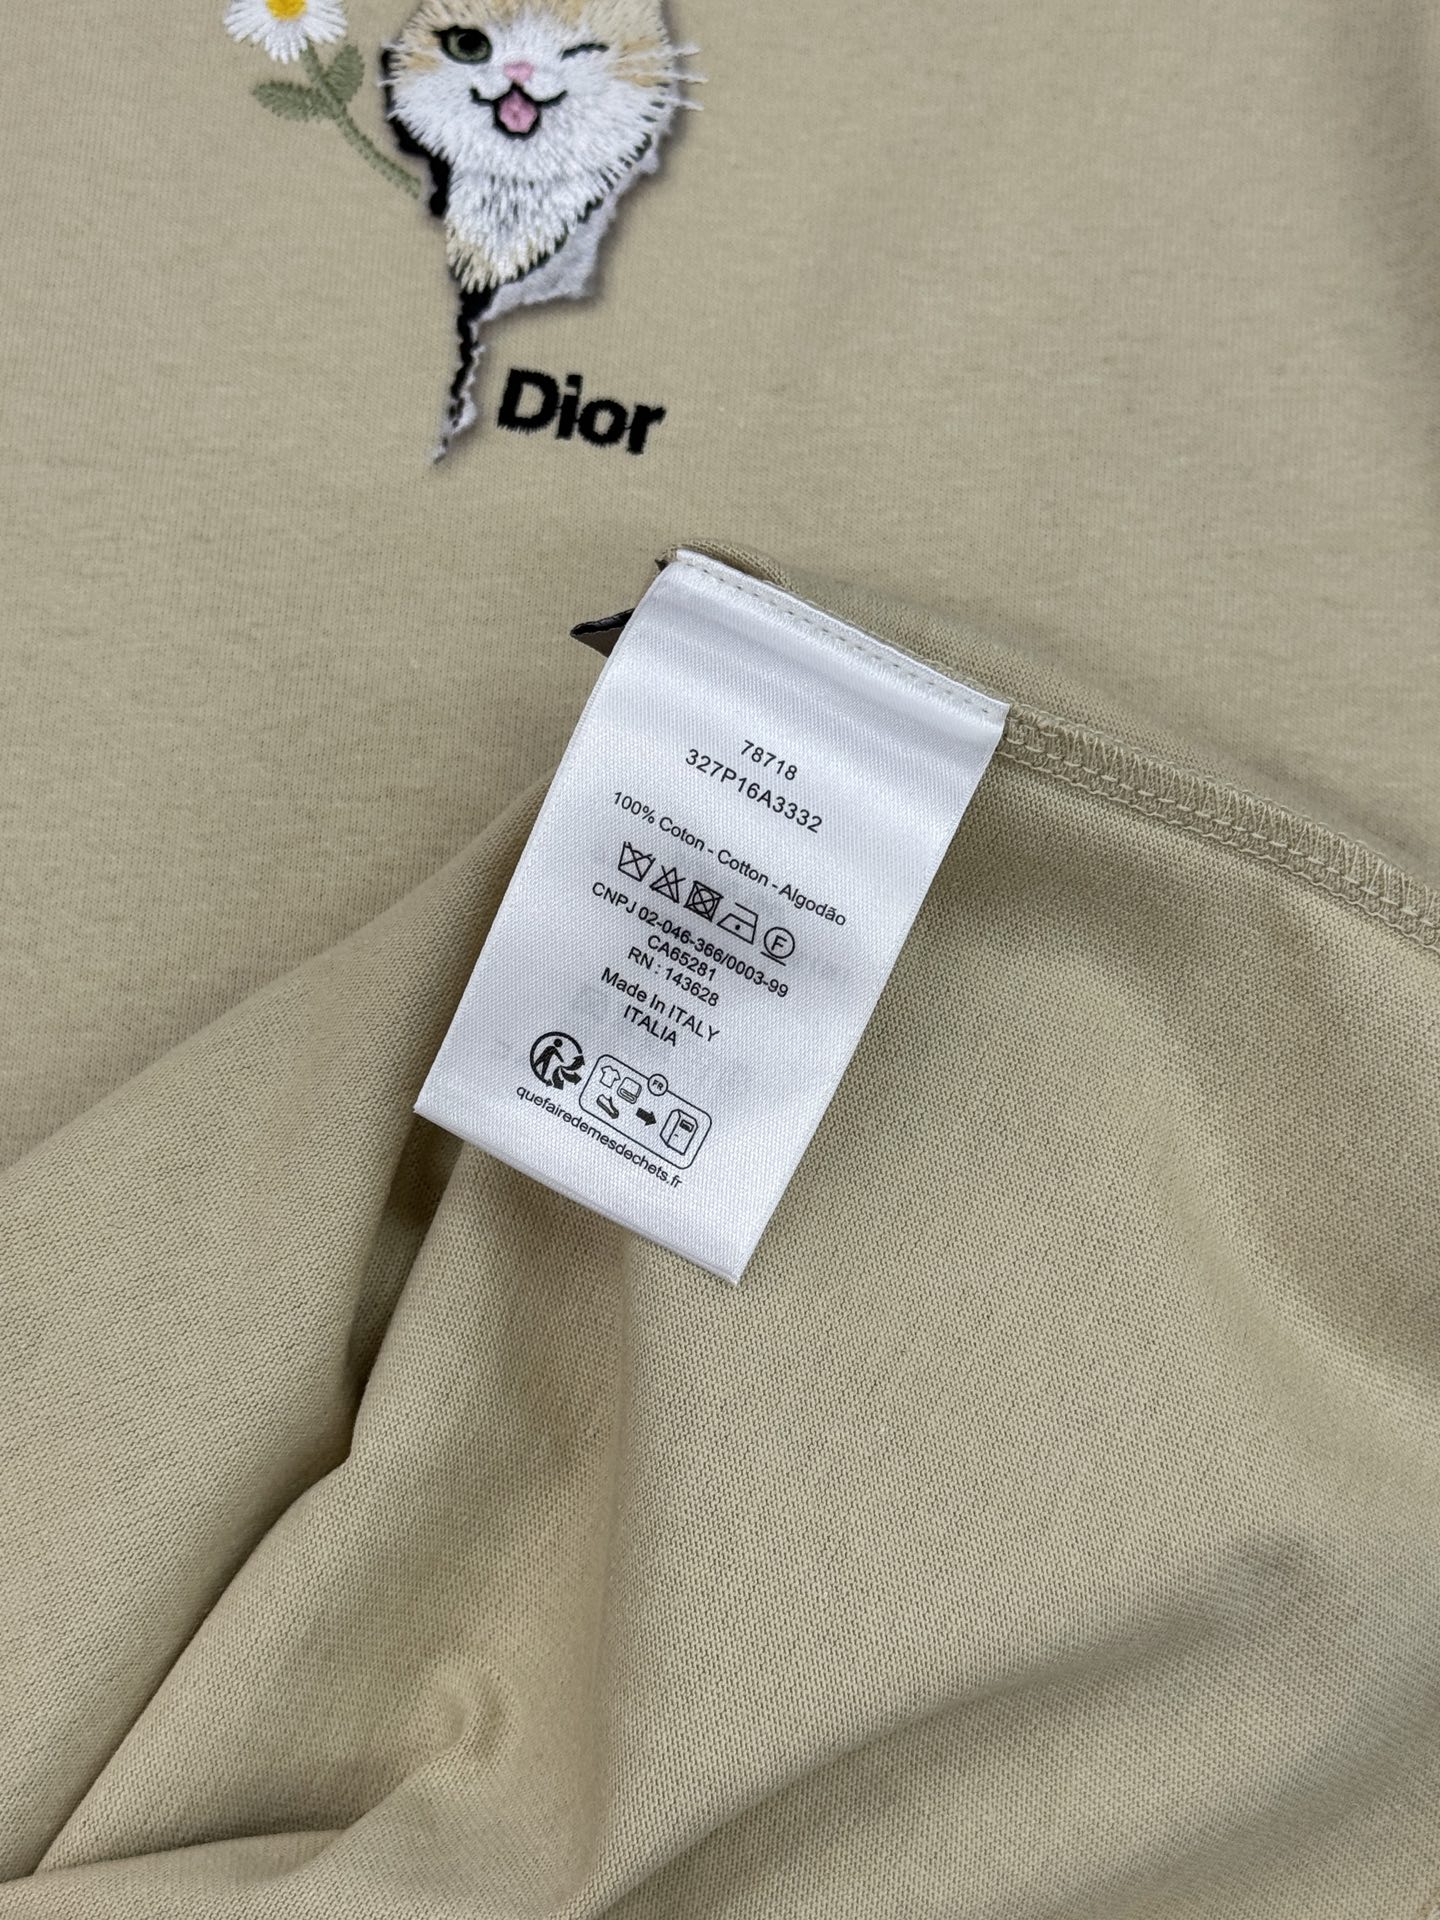 Dior
78718
327P16A3332
100% Coton - Cotton - Algodão
F
CNPJ 02-046-366/0003-99
CA65281
RN : 143628
Made In ITALY
ITALIA
FR
quefairedemesdechets.fr